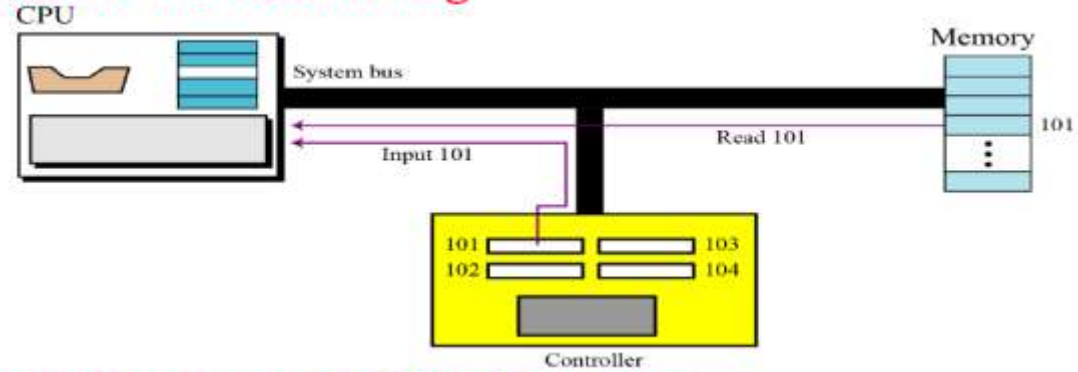 CPU
Memory
System bus
101
Read 101
Input 101
101
103
102
104
Controller